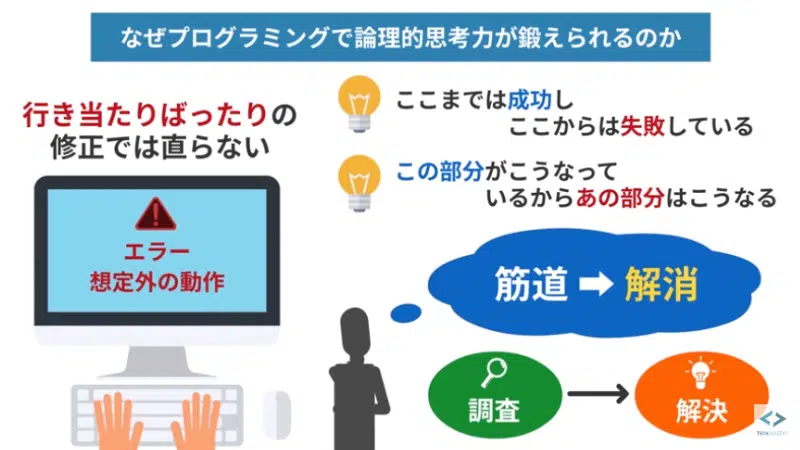 なぜプログラミングで論理的思考力が鍛えられるのか
行き当たりばったりの
修正では直らない
エラー
想定外の動作
ここまでは成功し
ここからは失敗している
この部分がこうなって
いるからあの部分はこうなる
筋道➡解消
調査
解決